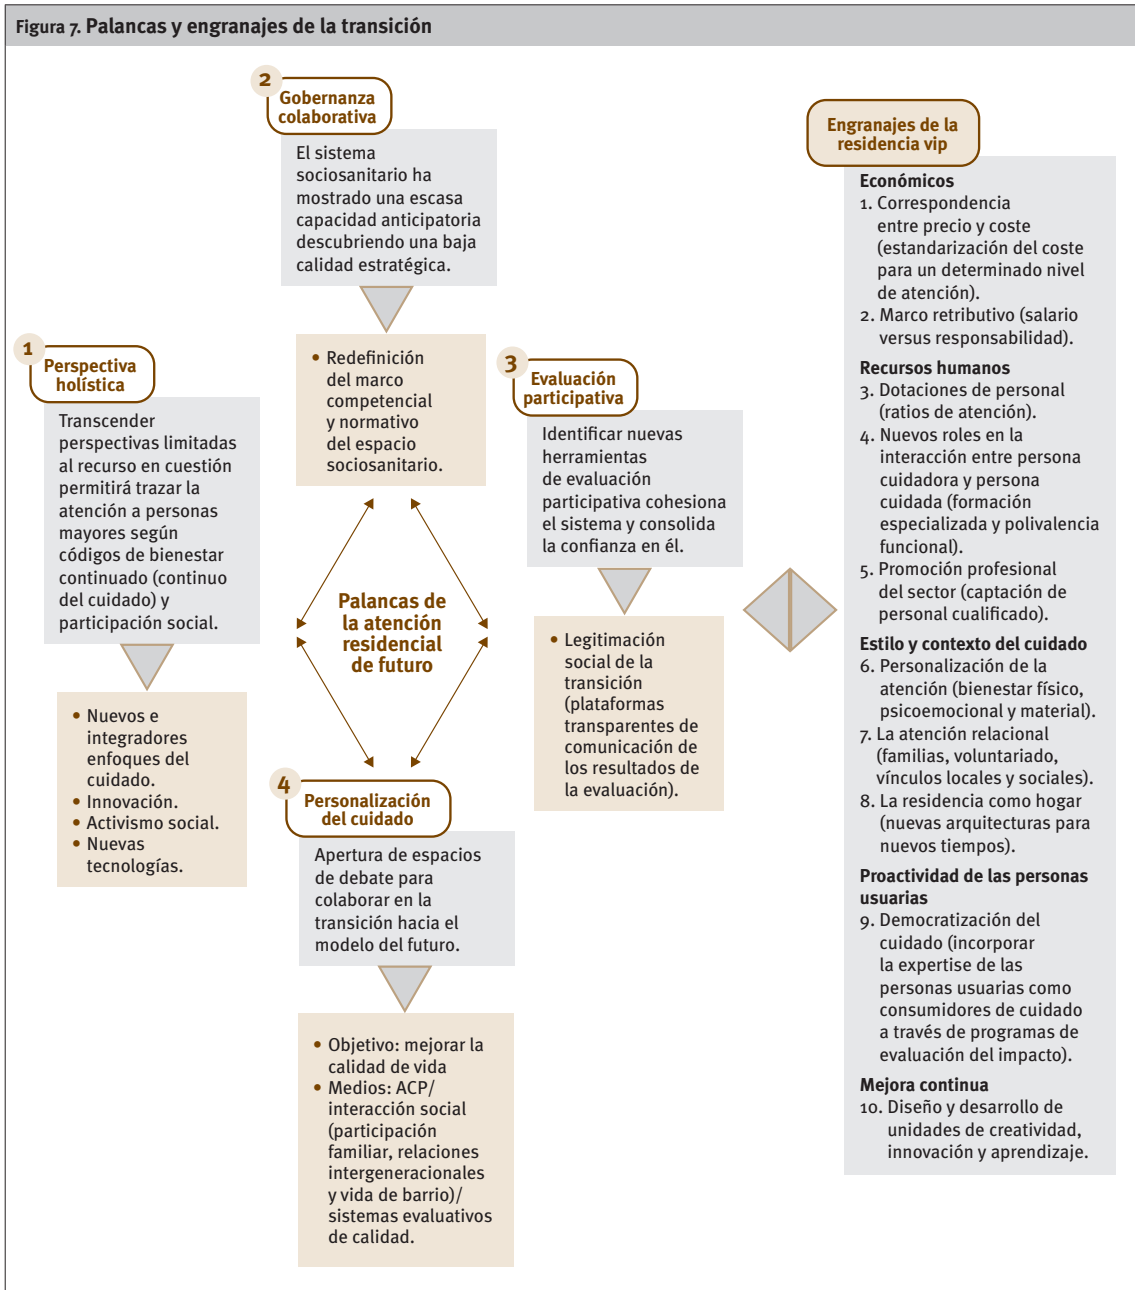 Figura 7. Palancas y engranajes de la transición
1
Perspectiva
holística
Transcender
perspectivas limitadas
al recurso en cuestión
permitirá trazar la
atención a personas
mayores según
códigos de bienestar
continuado (continuo
del cuidado) y
participación social.
• Nuevos e
integradores
enfoques del
cuidado.
• Innovación.
• Activismo social.
• Nuevas
tecnologías.
2
Gobernanza
colaborativa
El sistema
sociosanitario ha
mostrado una escasa
capacidad anticipatoria
descubriendo una baja
calidad estratégica.
• Redefinición
del marco
competencial
y normativo
del espacio
sociosanitario.
Palancas de
la atención
residencial
de futuro
3
Evaluación
participativa
Identificar nuevas
herramientas
de evaluación
participativa cohesiona
el sistema y consolida
la confianza en él.
• Legitimación
social de la
transición
(plataformas
transparentes de
comunicación de
los resultados de
la evaluación).
4
Personalización
del cuidado
Apertura de espacios
de debate para
colaborar en la
transición hacia el
modelo del futuro.
• Objetivo: mejorar la
calidad de vida
• Medios: ACP/
interacción social
(participación
familiar, relaciones
intergeneracionales
y vida de barrio)/
sistemas evaluativos
de calidad.
Engranajes de la
residencia vip
Económicos
1. Correspondencia
entre precio y coste
(estandarización del coste
para un determinado nivel
de atención).
2. Marco retributivo (salario
versus responsabilidad).
Recursos humanos
3. Dotaciones de personal
(ratios de atención).
4. Nuevos roles en la
interacción entre persona
cuidadora y persona
cuidada (formación
especializada y polivalencia
funcional).
5. Promoción profesional
del sector (captación de
personal cualificado).
Estilo y contexto del cuidado
6. Personalización de la
atención (bienestar físico,
psicoemocional y material).
7. La atención relacional
(familias, voluntariado,
vínculos locales y sociales).
8. La residencia como hogar
(nuevas arquitecturas para
nuevos tiempos).
Proactividad de las personas
usuarias
9. Democratización del
cuidado (incorporar
la expertise de las
personas usuarias como
consumidores de cuidado
a través de programas de
evaluación del impacto).
Mejora continua
10. Diseño y desarrollo de
unidades de creatividad,
innovación y aprendizaje.